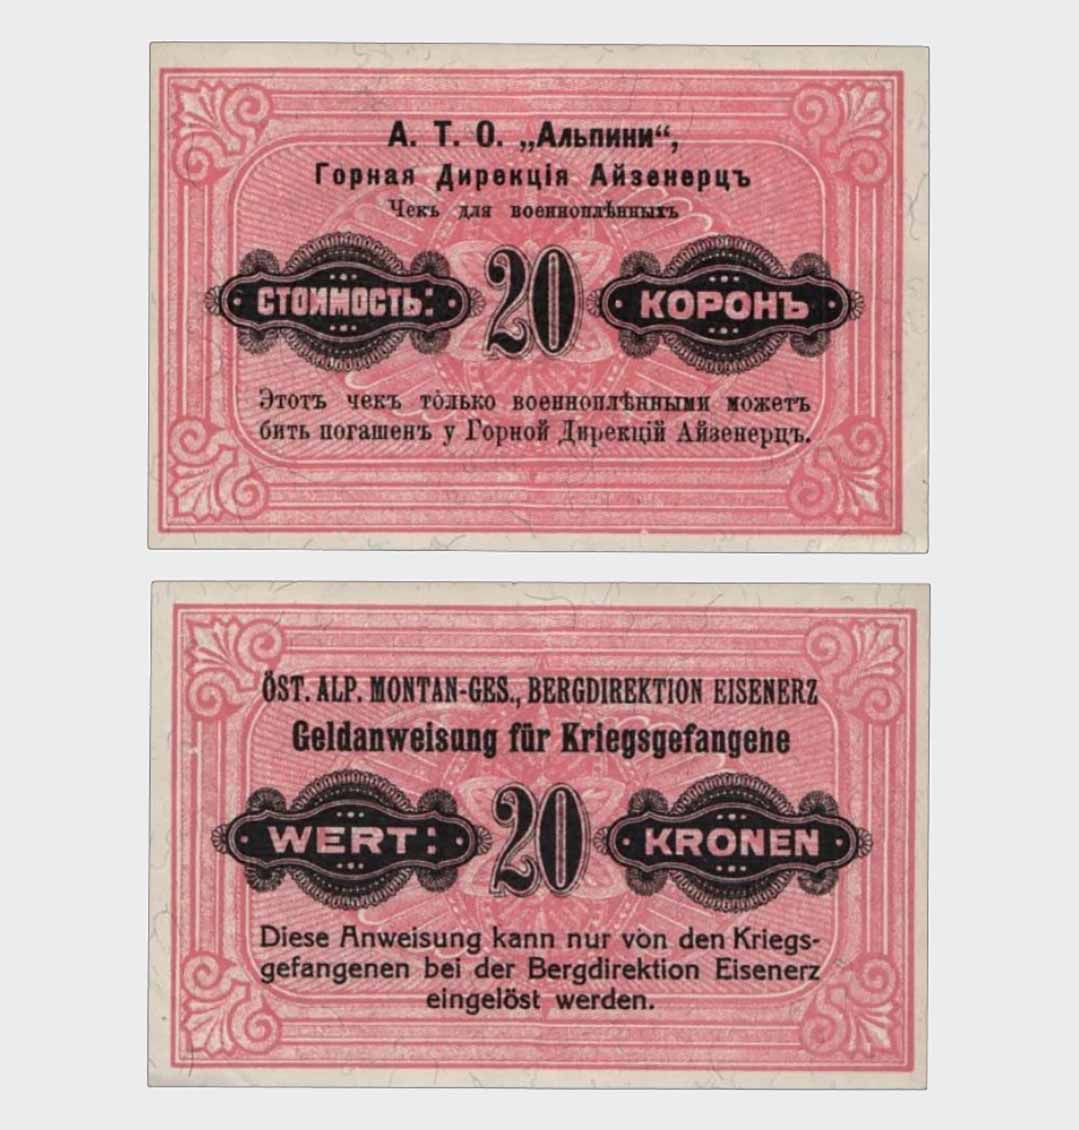 А. Т. О. „Альпини“,
Горная Дирекція Айзенерцъ
Чекъ для военноплѣнныхъ
СТОИМОСТЬ: 20 КОРОНЪ
Этотъ чекъ то́лько военноплѣнными можетъ
бить погашенъ у Горной Дирекцій Айзенерцъ.
ÖST. ALP. MONTAN-GES., BERGDIREKTION EISENERZ
Geldanweisung für Kriegsgefangene
WERT: 20 KRONEN
Diese Anweisung kann nur von den Kriegs-
gefangenen bei der Bergdirektion Eisenerz
eingelöst werden.